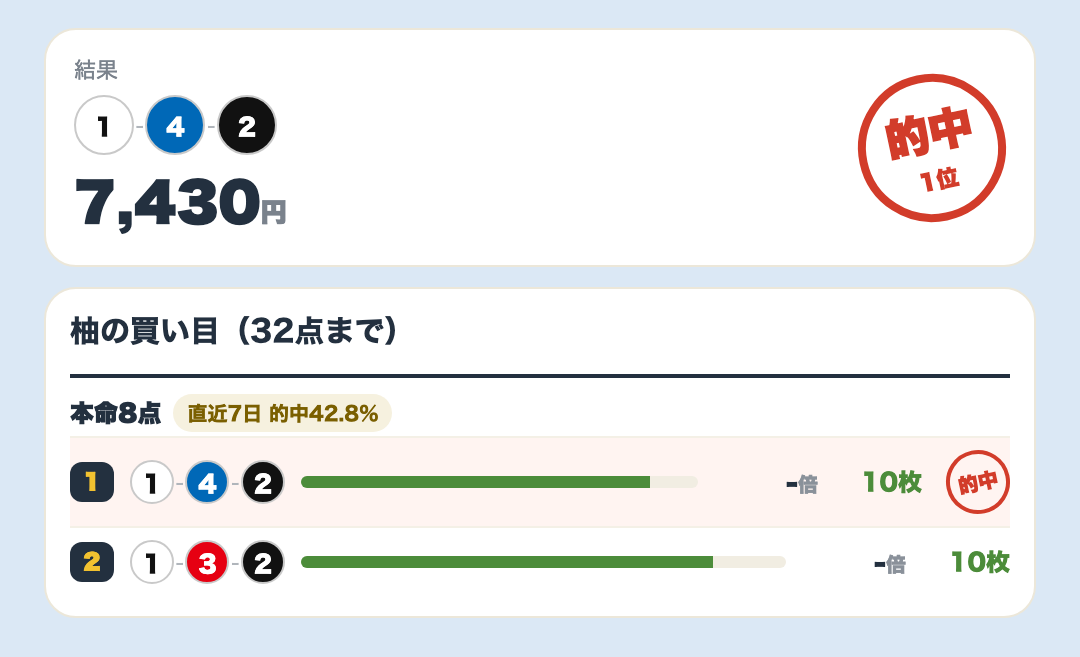 結果
1-4-2
7,430円
的中
1位
柚の買い目（32点まで）
本命8点 直近7日 的中42.8%
1 1-4-2 -倍 10枚 的中
2 1-3-2 -倍 10枚